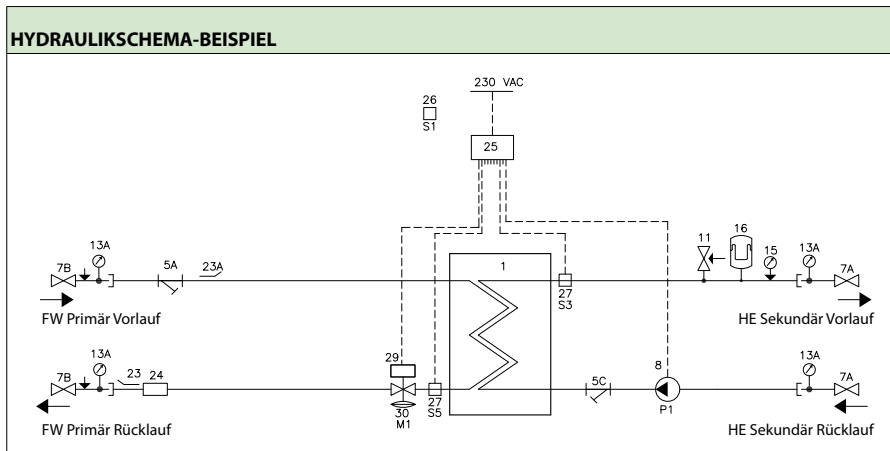 HYDRAULIKSCHEMA-BEISPIEL
230 VAC
26
S1
25
13A
7B
5A
23A
1
27
S3
11
16
15
13A
7A
FW Primär Vorlauf
HE Sekundär Vorlauf
13A
7B
23
24
29
30
M1
27
S5
5C
8
P1
13A
7A
FW Primär Rücklauf
HE Sekundär Rücklauf